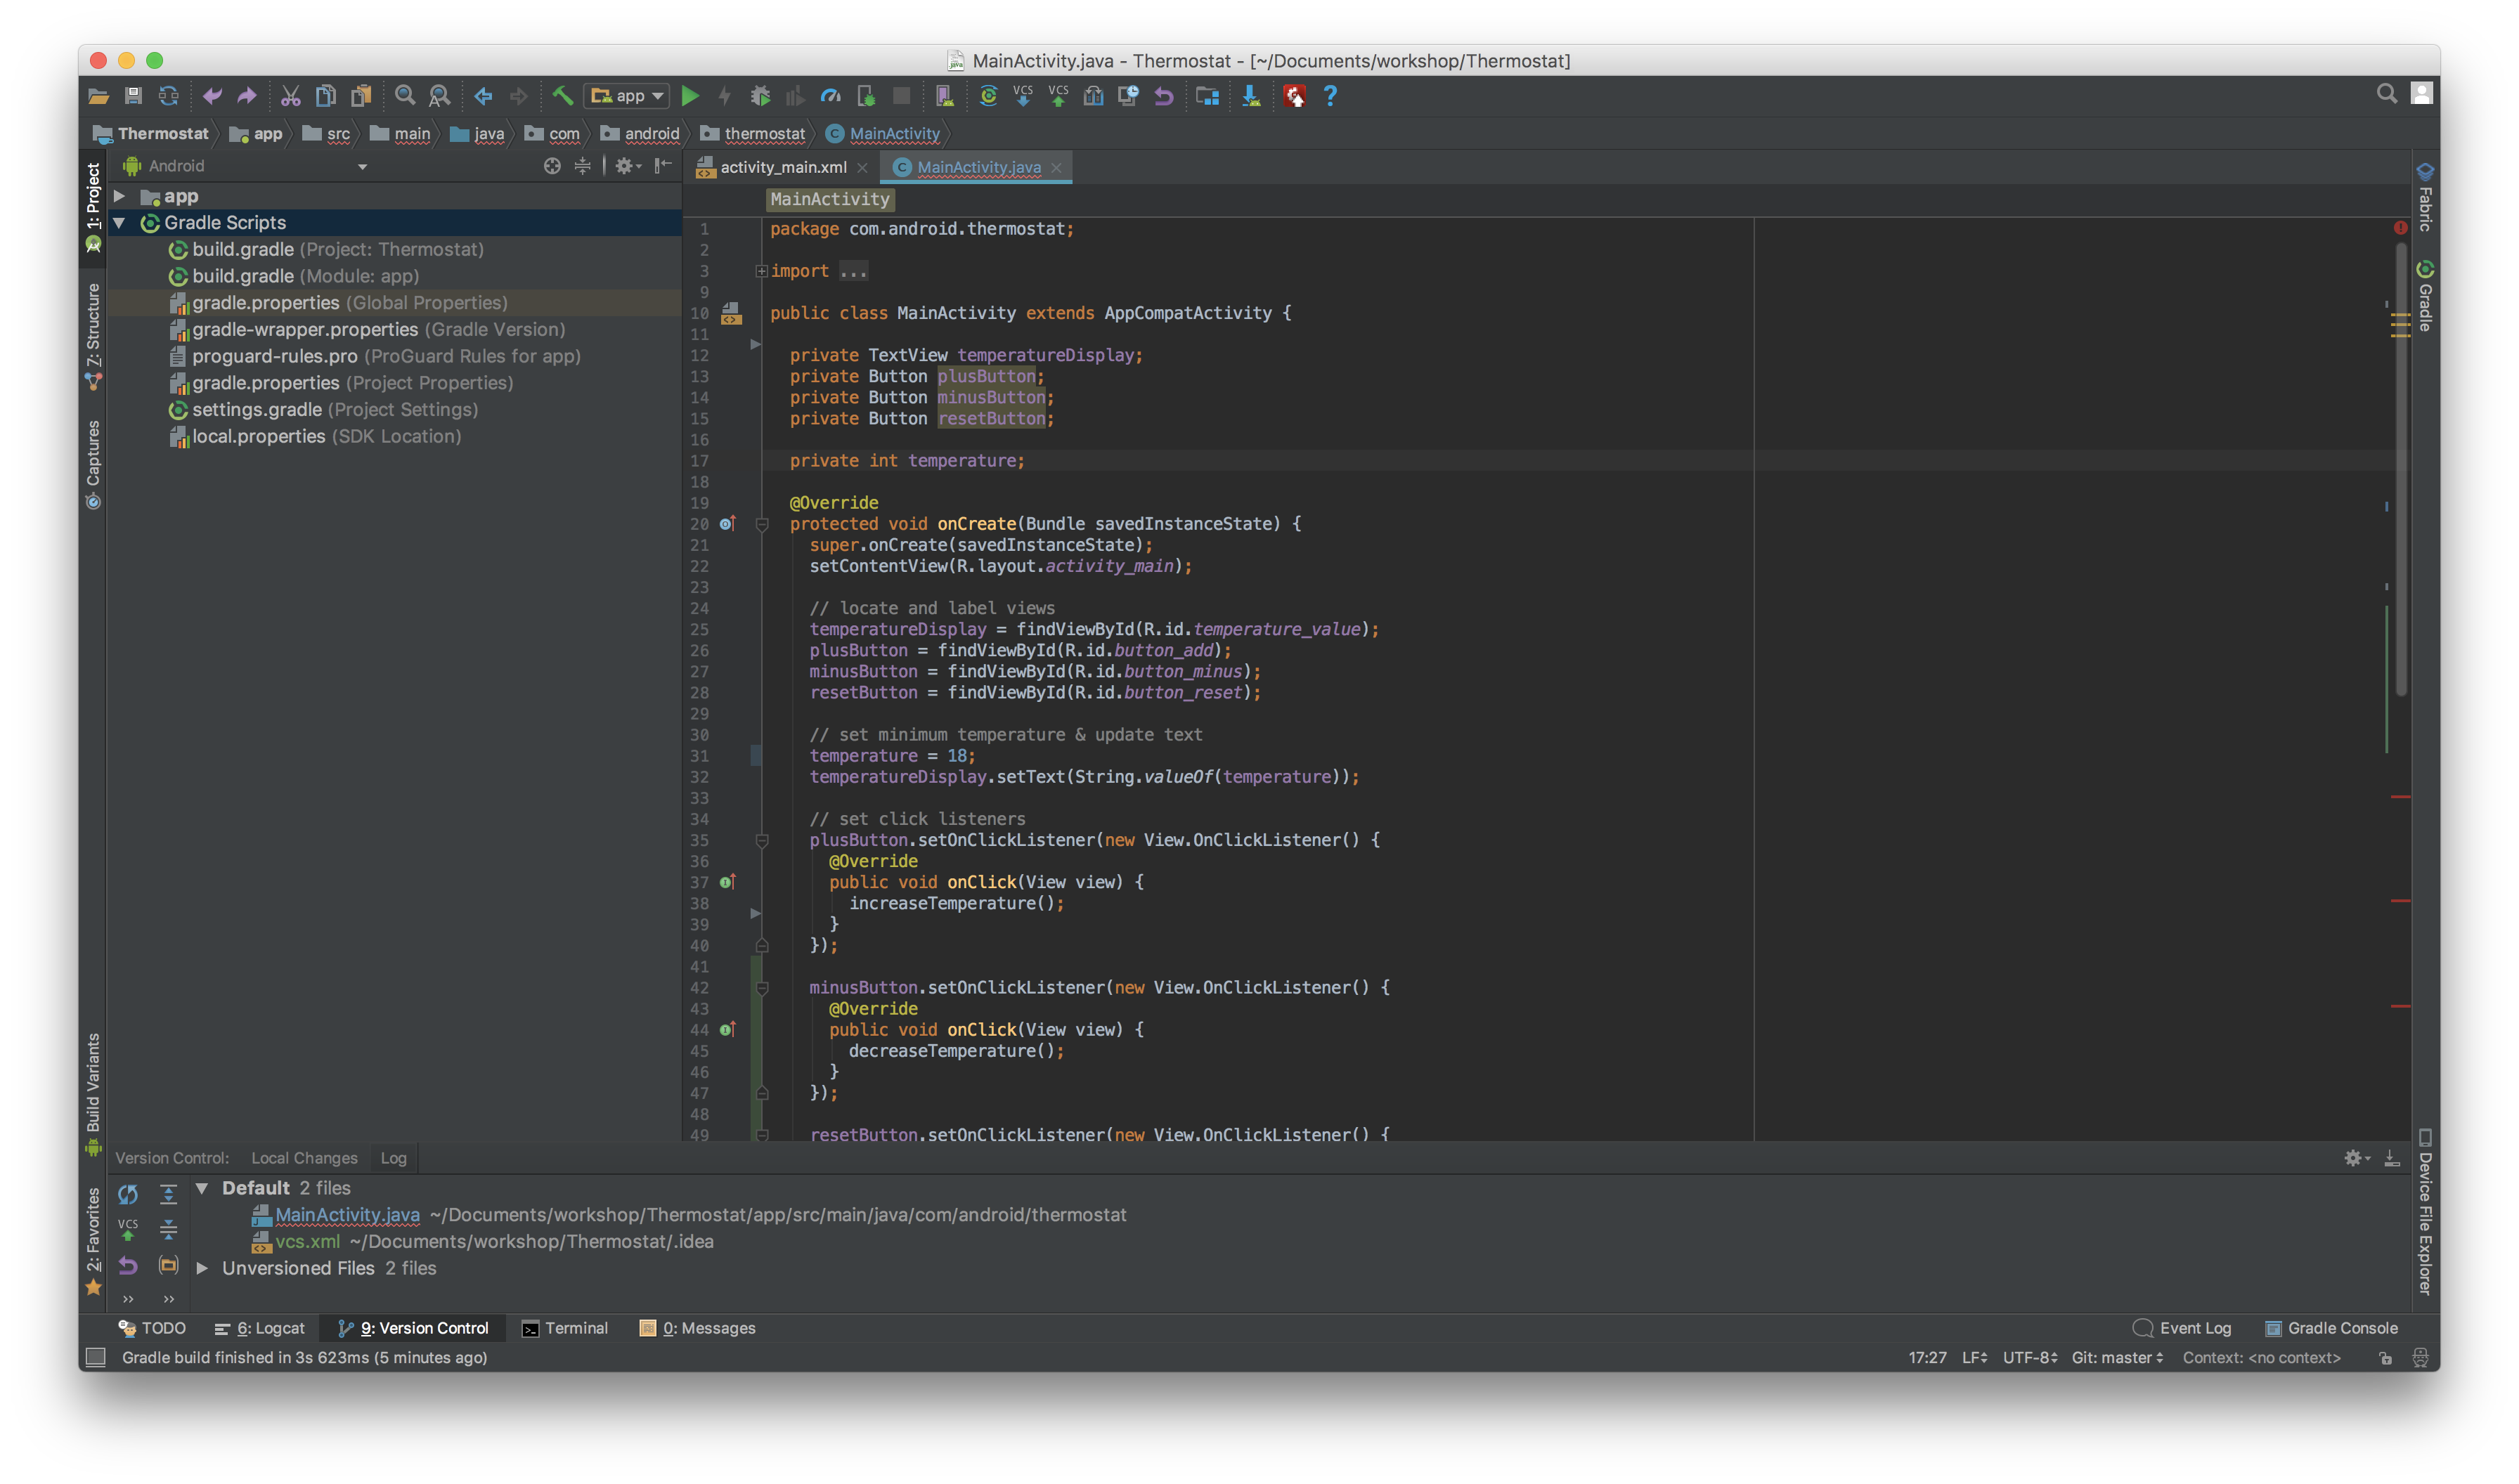 MainActivity.java - Thermostat - [~/Documents/workshop/Thermostat]
app
VCS VCS
Thermostat app src main java com android thermostat MainActivity
1: Project
Z: Structure
Captures
Build Variants
2: Favorites
Android
app
Gradle Scripts
build.gradle (Project: Thermostat)
build.gradle (Module: app)
gradle.properties (Global Properties)
gradle-wrapper.properties (Gradle Version)
proguard-rules.pro (ProGuard Rules for app)
gradle.properties (Project Properties)
settings.gradle (Project Settings)
local.properties (SDK Location)
activity_main.xml MainActivity.java
MainActivity
1 package com.android.thermostat;
2
3 import ...
9
10 public class MainActivity extends AppCompatActivity {
11
12 private TextView temperatureDisplay;
13 private Button plusButton;
14 private Button minusButton;
15 private Button resetButton;
16
17 private int temperature;
18
19 @Override
20 protected void onCreate(Bundle savedInstanceState) {
21 super.onCreate(savedInstanceState);
22 setContentView(R.layout.activity_main);
23
24 // locate and label views
25 temperatureDisplay = findViewById(R.id.temperature_value);
26 plusButton = findViewById(R.id.button_add);
27 minusButton = findViewById(R.id.button_minus);
28 resetButton = findViewById(R.id.button_reset);
29
30 // set minimum temperature & update text
31 temperature = 18;
32 temperatureDisplay.setText(String.valueOf(temperature));
33
34 // set click listeners
35 plusButton.setOnClickListener(new View.OnClickListener() {
36 @Override
37 public void onClick(View view) {
38 increaseTemperature();
39 }
40 });
41
42 minusButton.setOnClickListener(new View.OnClickListener() {
43 @Override
44 public void onClick(View view) {
45 decreaseTemperature();
46 }
47 });
48
49 resetButton.setOnClickListener(new View.OnClickListener() {
Fabric
Gradle
Device File Explorer
Version Control: Local Changes Log
Default 2 files
MainActivity.java ~/Documents/workshop/Thermostat/app/src/main/java/com/android/thermostat
VCS
vcs.xml ~/Documents/workshop/Thermostat/.idea
Unversioned Files 2 files
TODO 6: Logcat 9: Version Control Terminal 0: Messages Event Log Gradle Console
Gradle build finished in 3s 623ms (5 minutes ago) 17:27 LF UTF-8 Git: master Context: <no context>